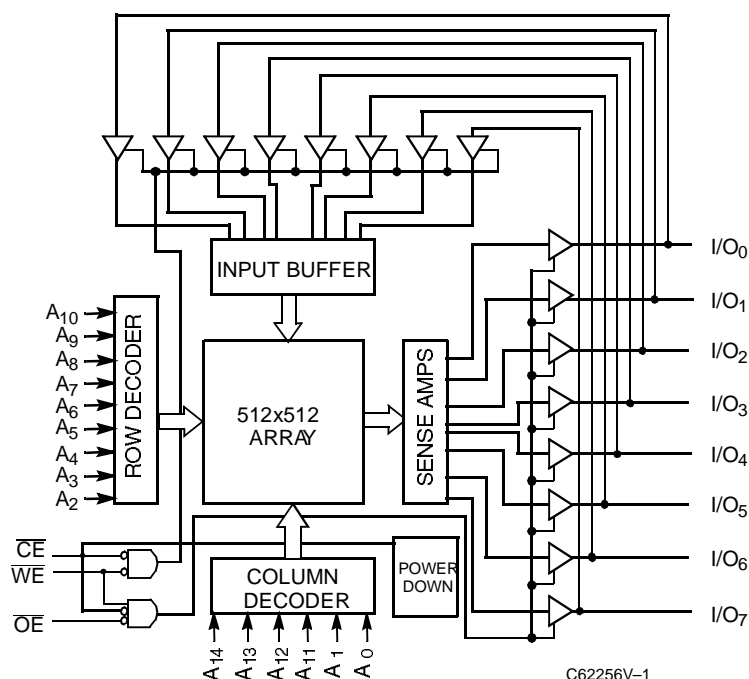 I/O0
INPUT BUFFER
I/O1
A10
A9
A8
A7
A6
A5
A4
A3
A2
ROW DECODER
512x512
ARRAY
SENSE AMPS
I/O2
I/O3
I/O4
I/O5
I/O6
I/O7
CE
WE
OE
COLUMN
DECODER
POWER
DOWN
A14
A13
A12
A11
A1
A0
C62256V–1